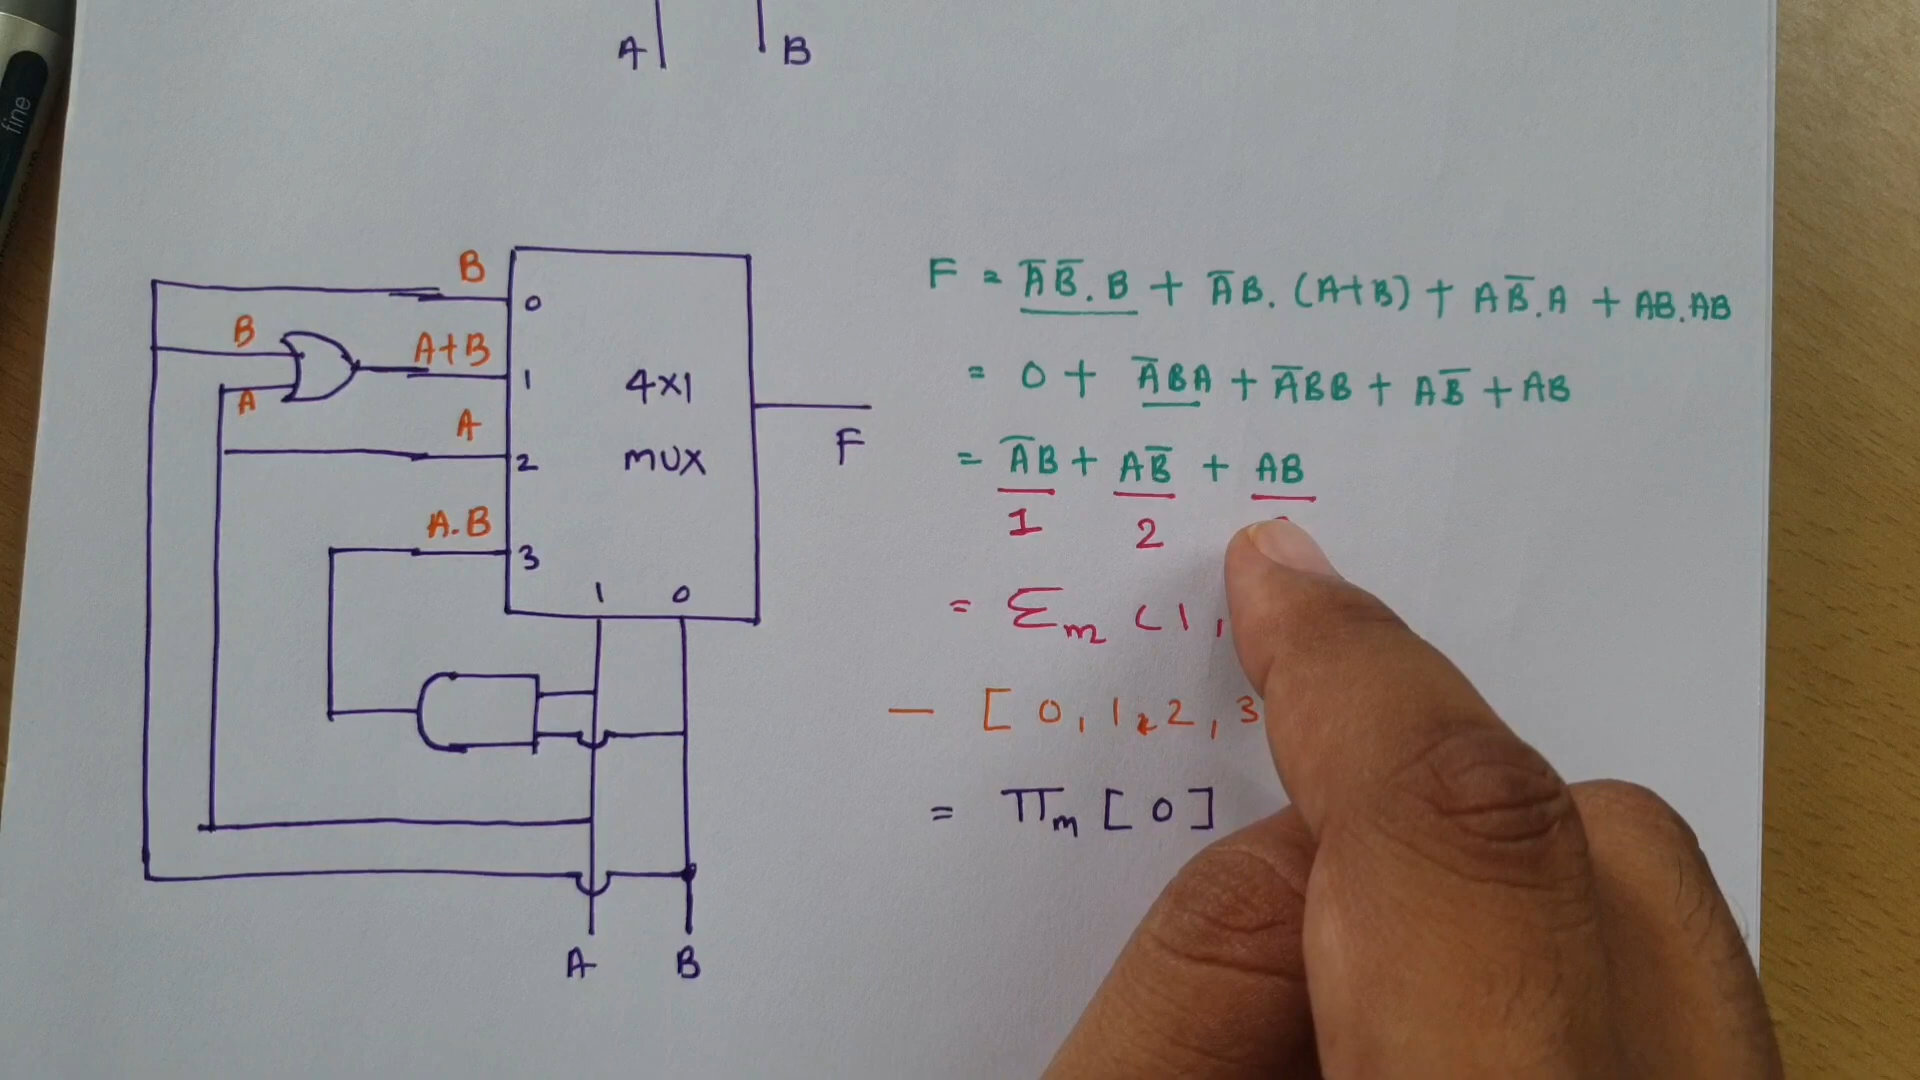 fine
A B
B
0
B
A+B
1
A
A
2
4x1
MUX
F
A.B
3
1 0
A B
F = A̅B̅.B + A̅B.(A+B) + AB̅.A + AB.AB
= 0 + A̅BA + A̅BB + AB̅ + AB
= A̅B + AB̅ + AB
1 2
= Σm (1,
— [0,1,2,3
= πm [0]